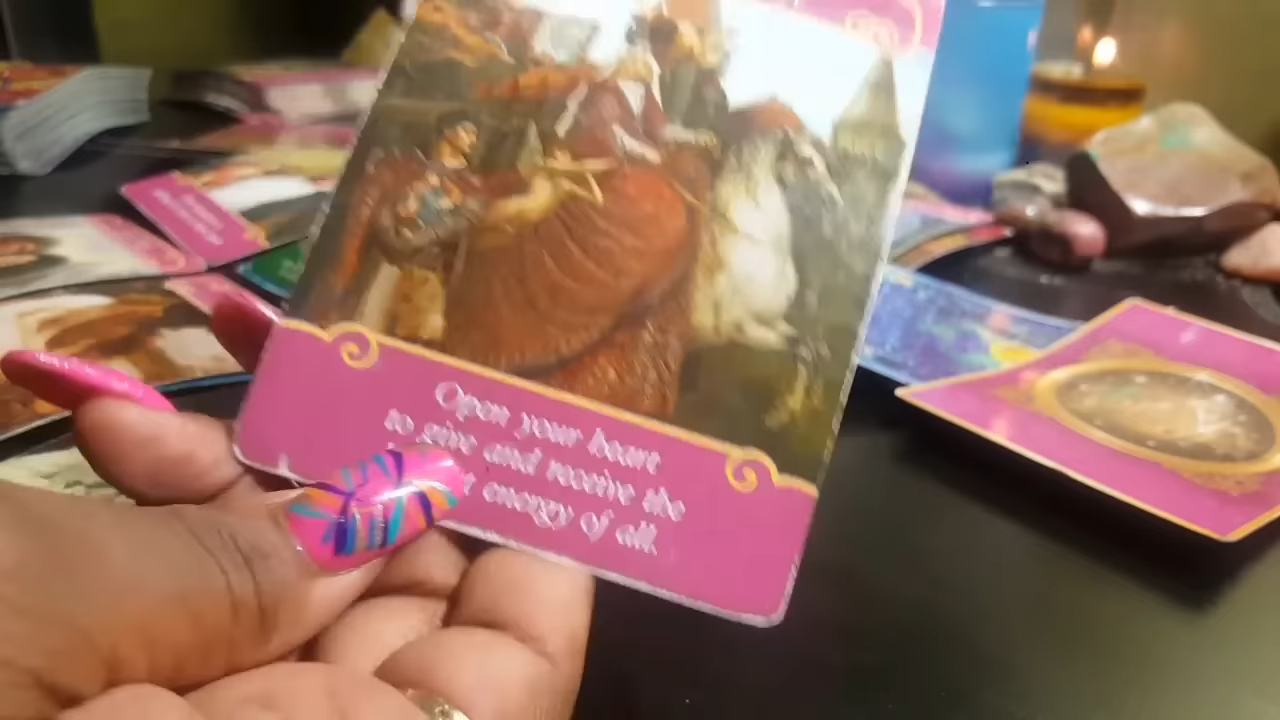 Open your heart
to give and receive the
energy of all.